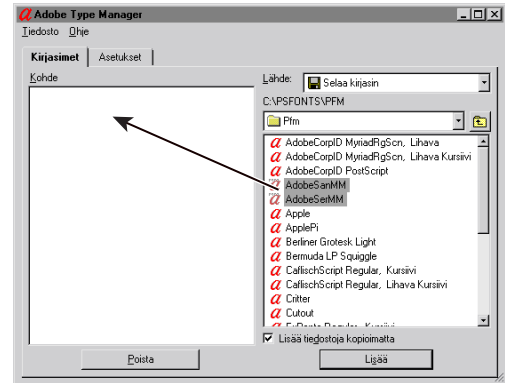 Adobe Type Manager
Tiedosto Ohje
Kirjasimet Asetukset
Kohde
Lähde: Selaa kirjasin
C:\PSFONTS\PFM
Pfm
AdobeCorpID MyriadRgScn, Lihava
AdobeCorpID MyriadRgScn, Lihava Kursiivi
AdobeCorpID PostScript
AdobeSanMM
AdobeSerMM
Apple
ApplePi
Berliner Grotesk Light
Bermuda LP Squiggle
CaflischScript Regular, Kursiivi
CaflischScript Regular, Lihava Kursiivi
Critter
Cutout
Lisää tiedostoja kopioimatta
Poista
Lisää